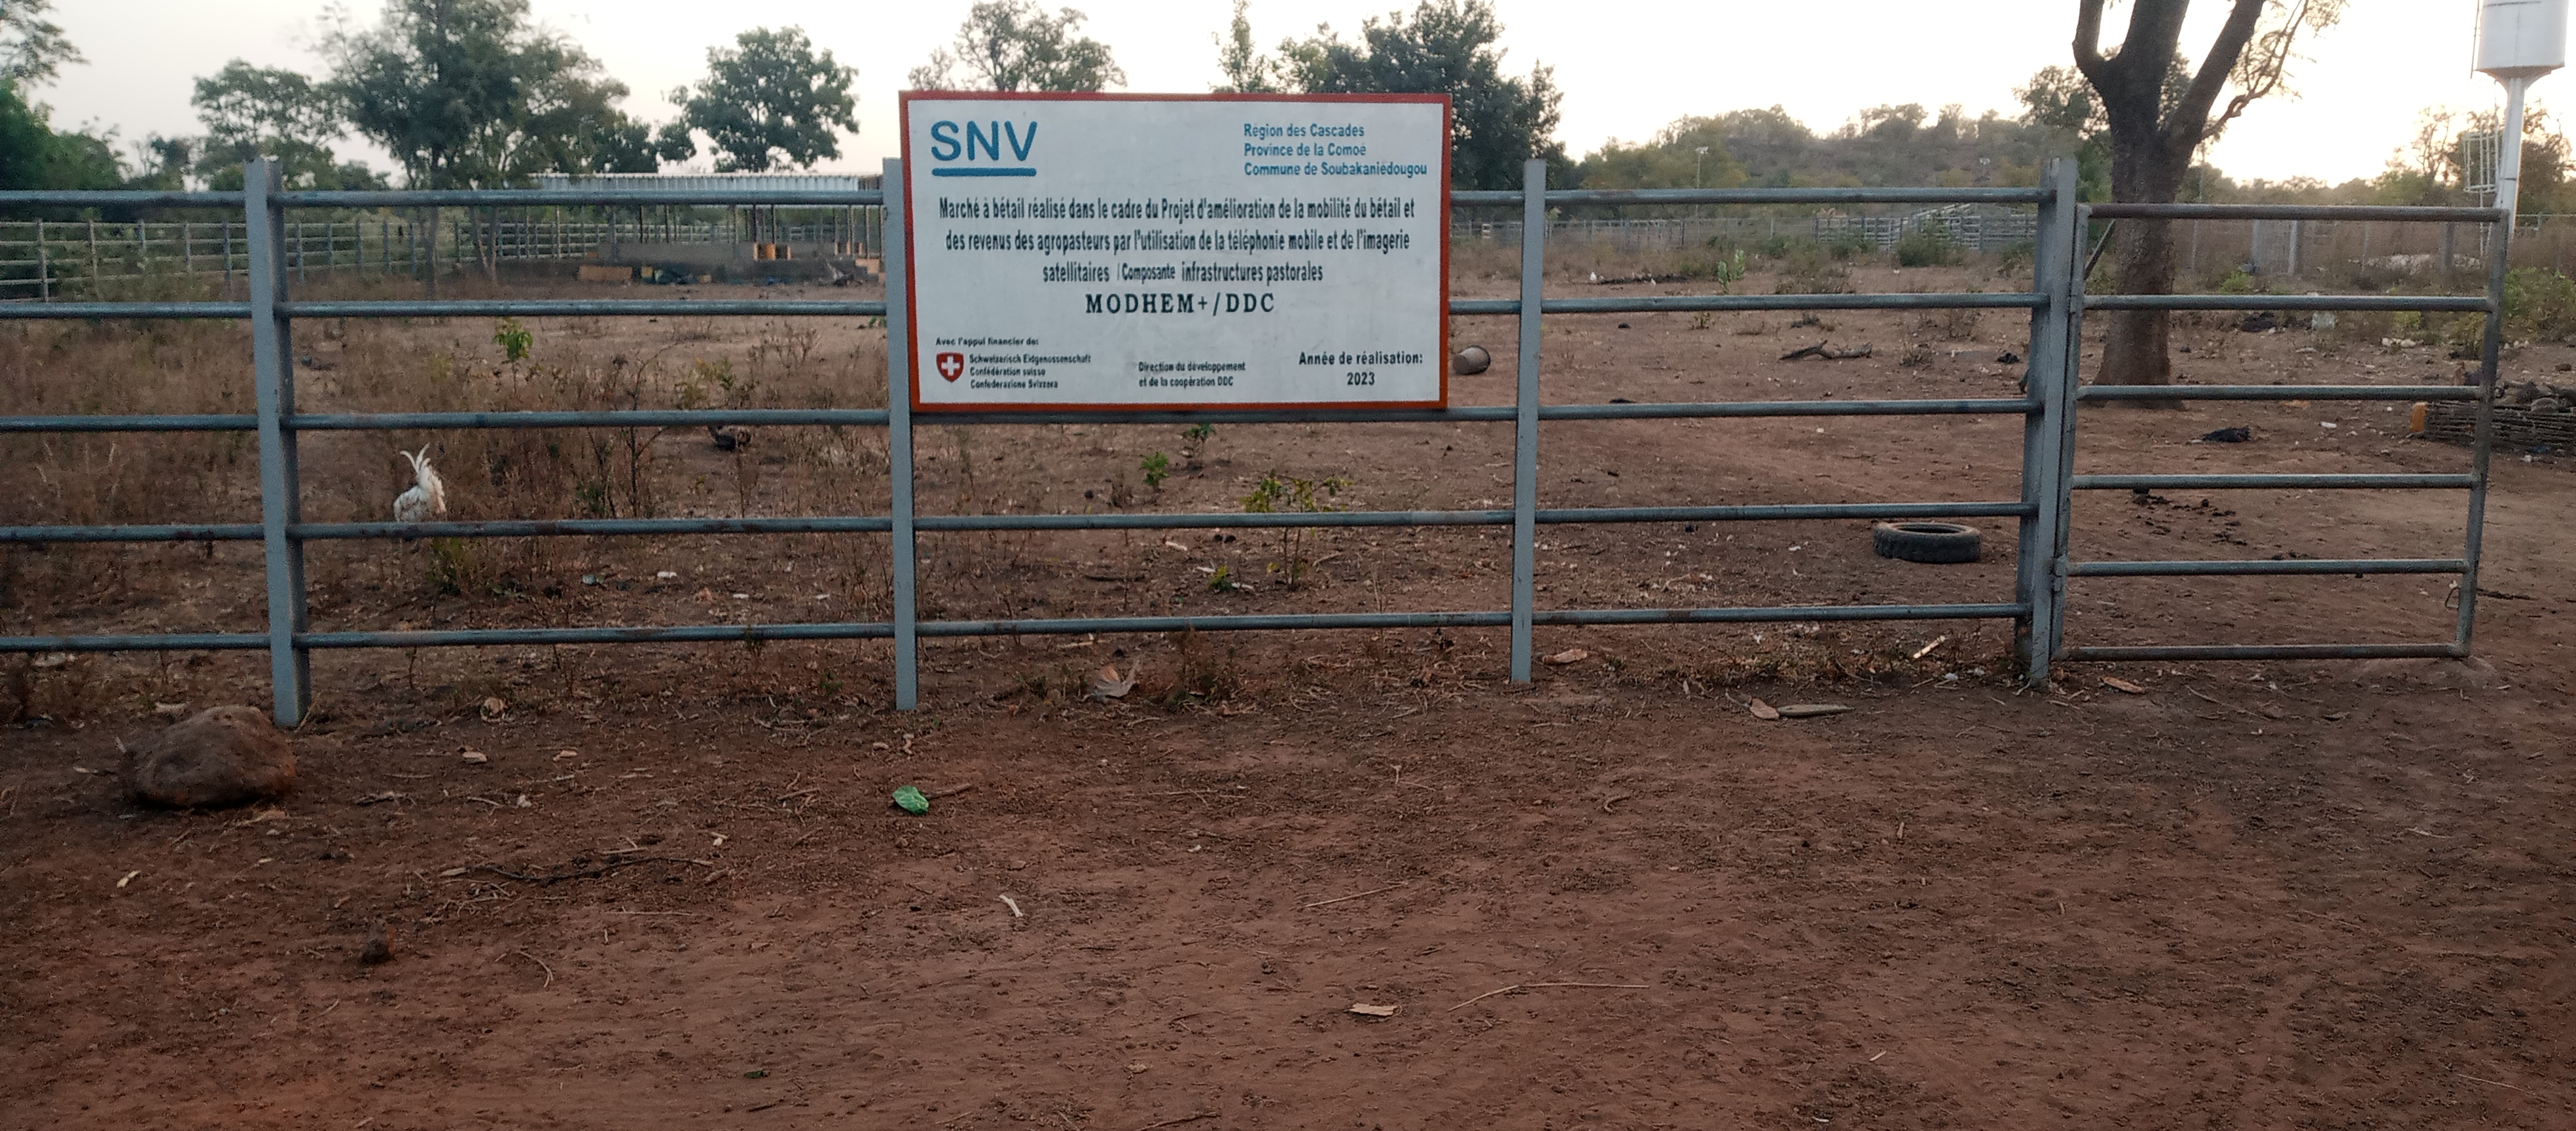 SNV
Région des Cascades
Province de la Comoé
Commune de Soubakaniédougou
Marché à bétail réalisé dans le cadre du Projet d'amélioration de la mobilité du bétail et
des revenus des agropasteurs par l'utilisation de la téléphonie mobile et de l'imagerie
satellitaires / Composante infrastructures pastorales
MODHEM+/DDC
Avec l'appui financier de:
Schweizerisch Eidgenossenschaft
Confédération suisse
Confederazione Svizzera
Direction du développement
et de la coopération DDC
Année de réalisation:
2023